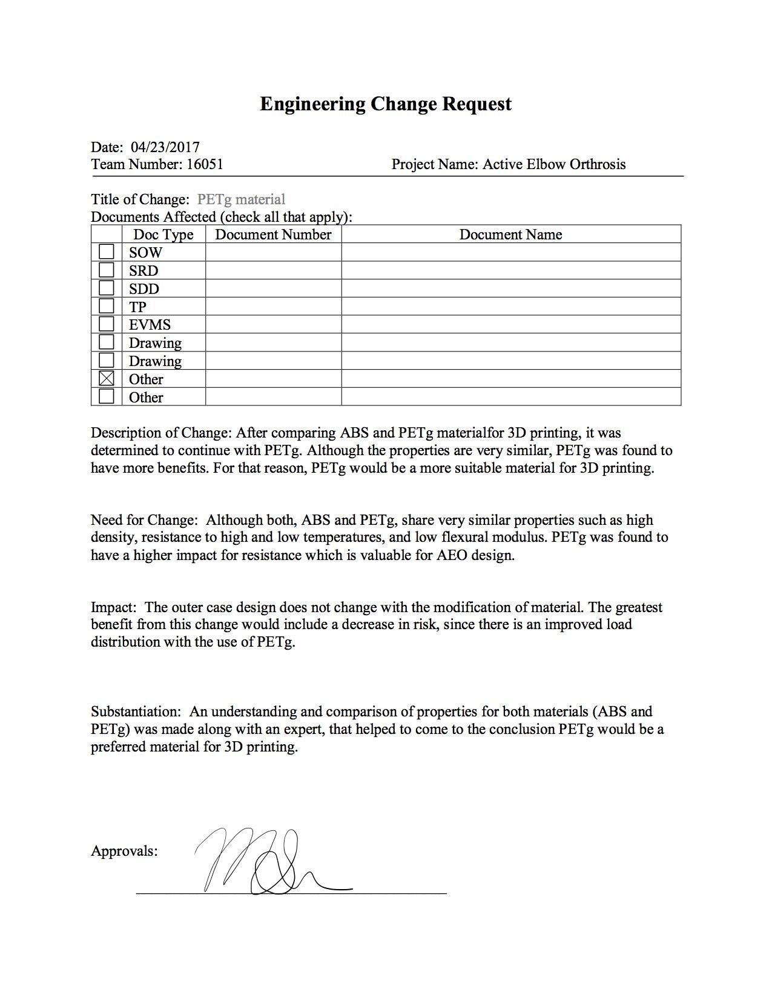 Engineering Change Request
Date: 04/23/2017
Team Number: 16051 Project Name: Active Elbow Orthrosis
Title of Change: PETg material
Documents Affected (check all that apply):
Doc Type Document Number Document Name
SOW
SRD
SDD
TP
EVMS
Drawing
Drawing
Other
Other
Description of Change: After comparing ABS and PETg materialfor 3D printing, it was
determined to continue with PETg. Although the properties are very similar, PETg was found to
have more benefits. For that reason, PETg would be a more suitable material for 3D printing.
Need for Change: Although both, ABS and PETg, share very similar properties such as high
density, resistance to high and low temperatures, and low flexural modulus. PETg was found to
have a higher impact for resistance which is valuable for AEO design.
Impact: The outer case design does not change with the modification of material. The greatest
benefit from this change would include a decrease in risk, since there is an improved load
distribution with the use of PETg.
Substantiation: An understanding and comparison of properties for both materials (ABS and
PETg) was made along with an expert, that helped to come to the conclusion PETg would be a
preferred material for 3D printing.
Approvals: